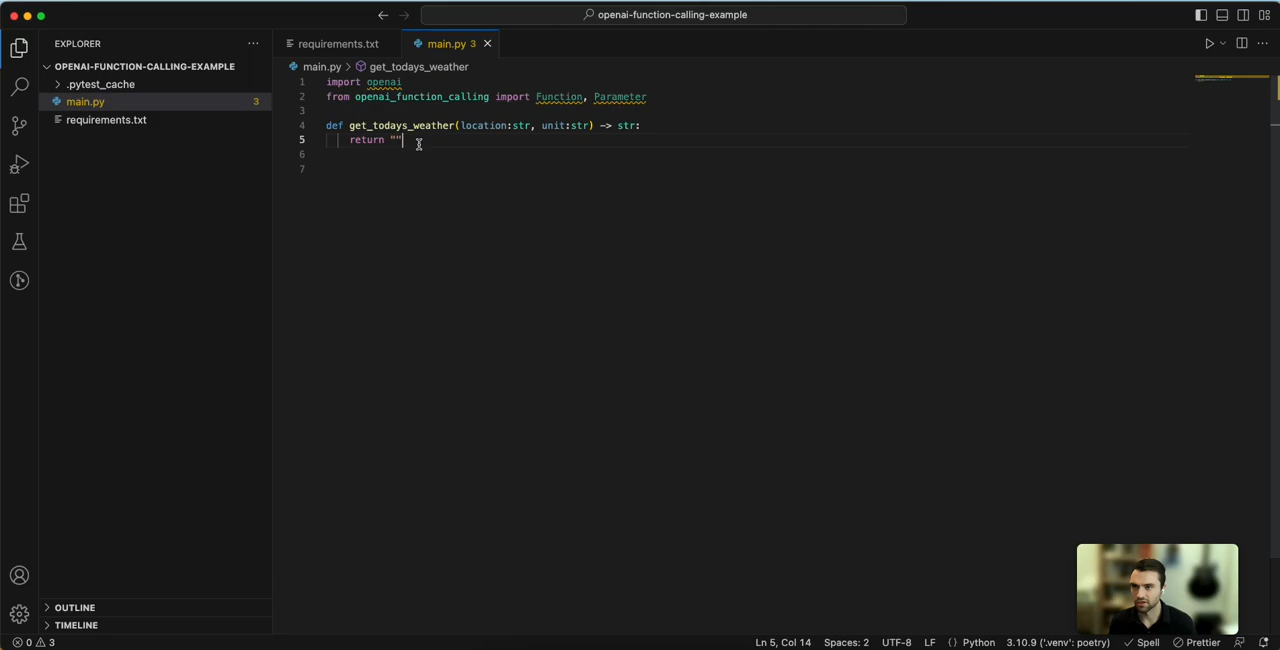 openai-function-calling-example
EXPLORER
requirements.txt
main.py 3
OPENAI-FUNCTION-CALLING-EXAMPLE
main.py > get_todays_weather
.pytest_cache
main.py 3
requirements.txt
1 import openai
2 from openai_function_calling import Function, Parameter
3
4 def get_todays_weather(location:str, unit:str) -> str:
5 return ""
6
7
OUTLINE
TIMELINE
0 3 Ln 5, Col 14 Spaces: 2 UTF-8 LF {} Python 3.10.9 ('.venv': poetry) Spell Prettier